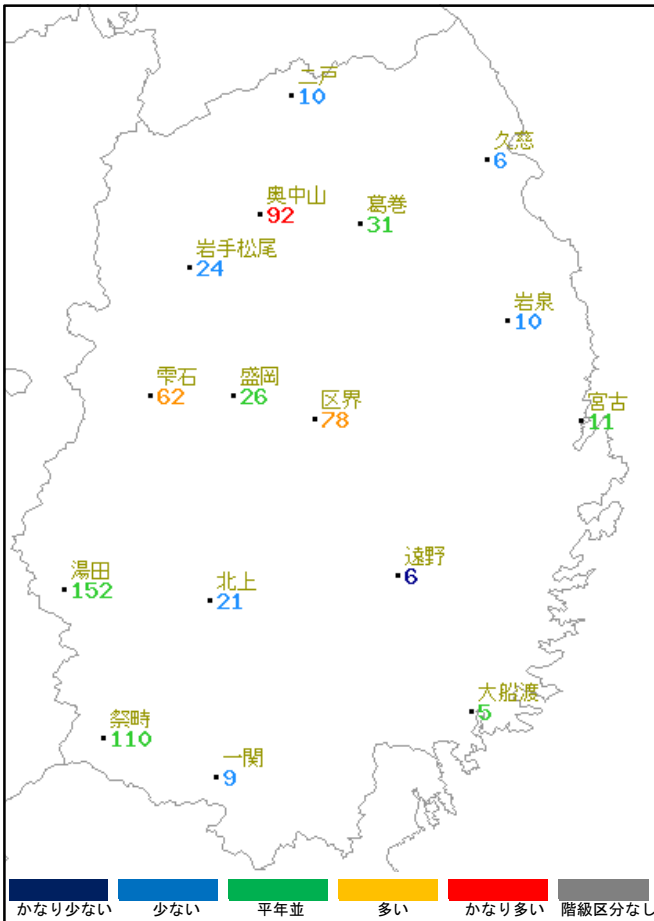 二戸
10
久慈
6
奥中山
92
葛巻
31
岩手松尾
24
岩泉
10
雫石
62
盛岡
26
区界
78
宮古
11
湯田
152
北上
21
遠野
6
大船渡
5
祭畤
110
一関
9
かなり少ない 少ない 平年並 多い かなり多い 階級区分なし